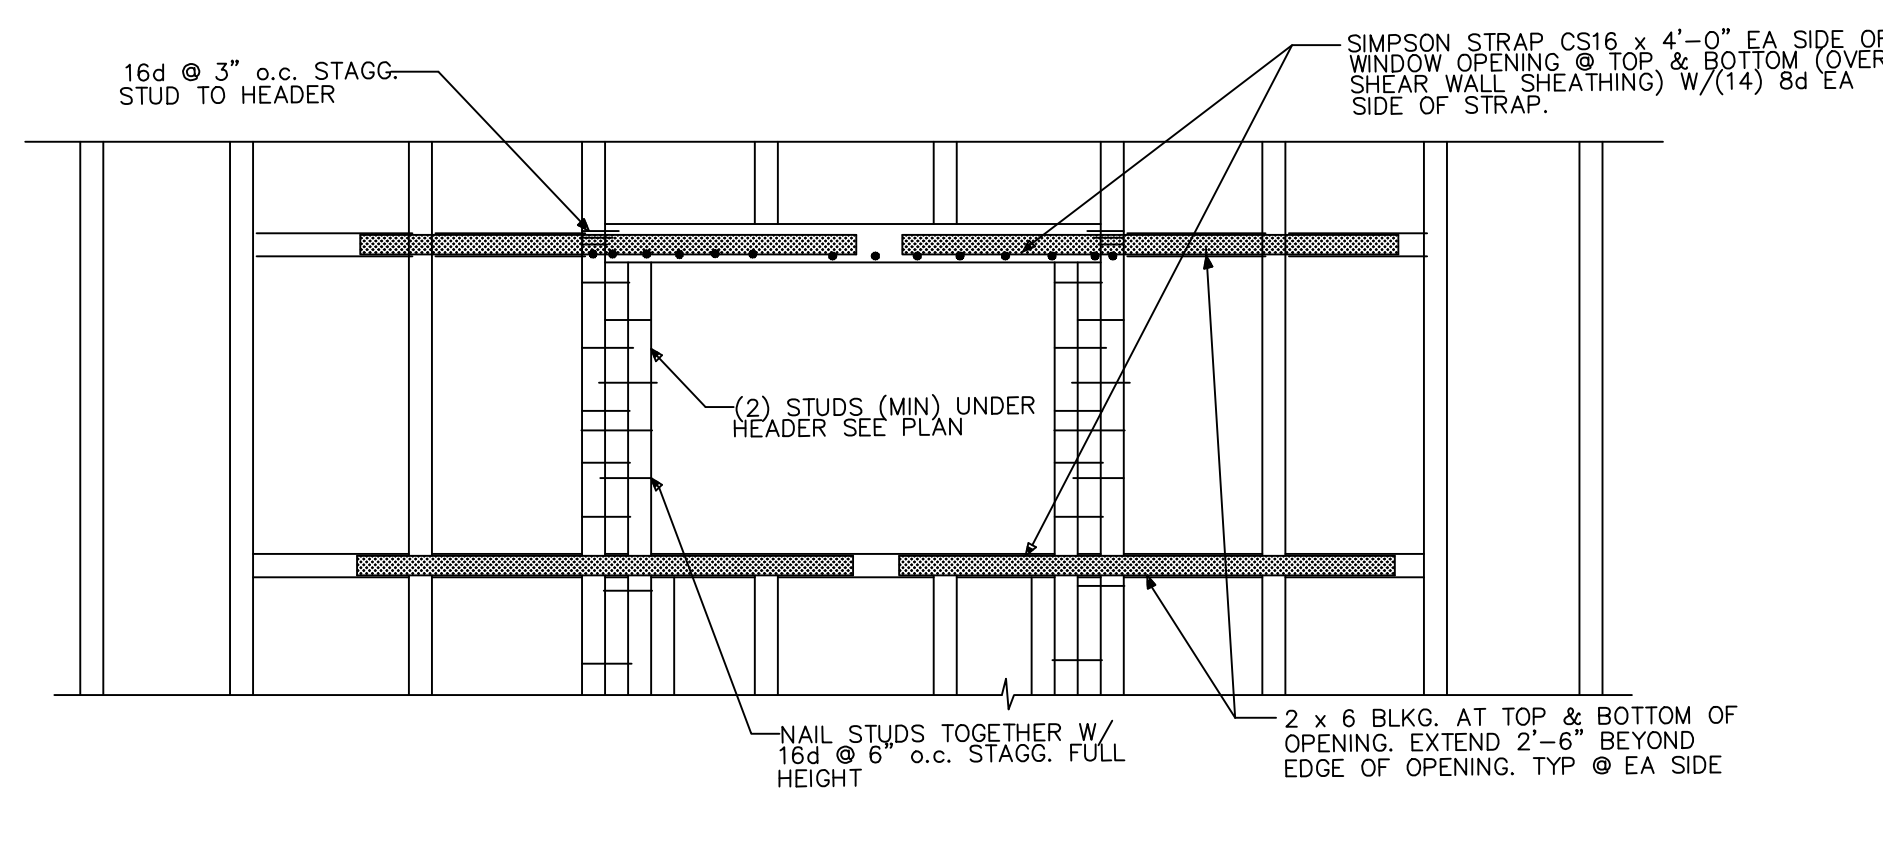 16d @ 3" o.c. STAGG.
STUD TO HEADER
SIMPSON STRAP CS16 x 4'-0" EA SIDE OF
WINDOW OPENING @ TOP & BOTTOM (OVER
SHEAR WALL SHEATHING) W/(14) 8d EA
SIDE OF STRAP.
(2) STUDS (MIN) UNDER
HEADER SEE PLAN
NAIL STUDS TOGETHER W/
16d @ 6" o.c. STAGG. FULL
HEIGHT
2 x 6 BLKG. AT TOP & BOTTOM OF
OPENING. EXTEND 2'-6" BEYOND
EDGE OF OPENING. TYP @ EA SIDE